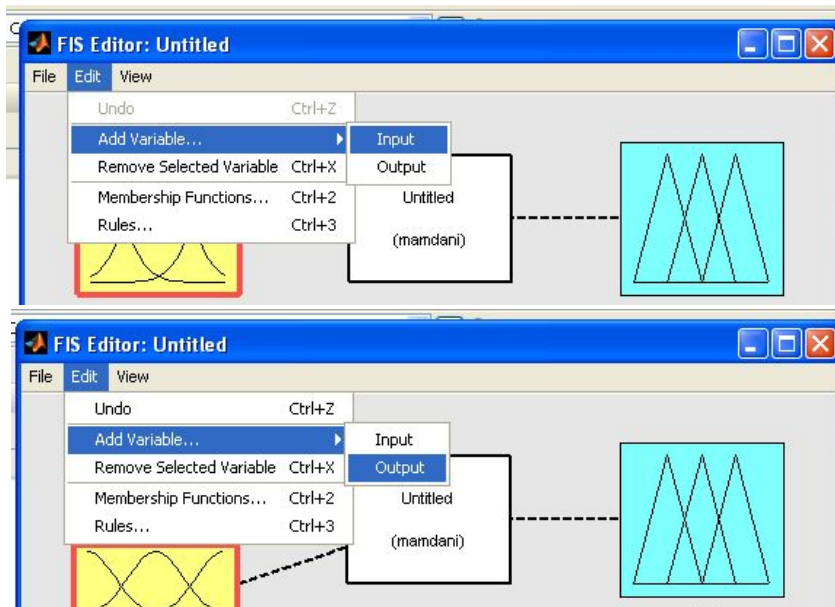 FIS Editor: Untitled
File Edit View
Undo Ctrl+Z
Add Variable... Input
Remove Selected Variable Ctrl+X Output
Membership Functions... Ctrl+2 Untitled
Rules... Ctrl+3
(mamdani)
FIS Editor: Untitled
File Edit View
Undo Ctrl+Z
Add Variable... Input
Remove Selected Variable Ctrl+X Output
Membership Functions... Ctrl+2 Untitled
Rules... Ctrl+3
(mamdani)